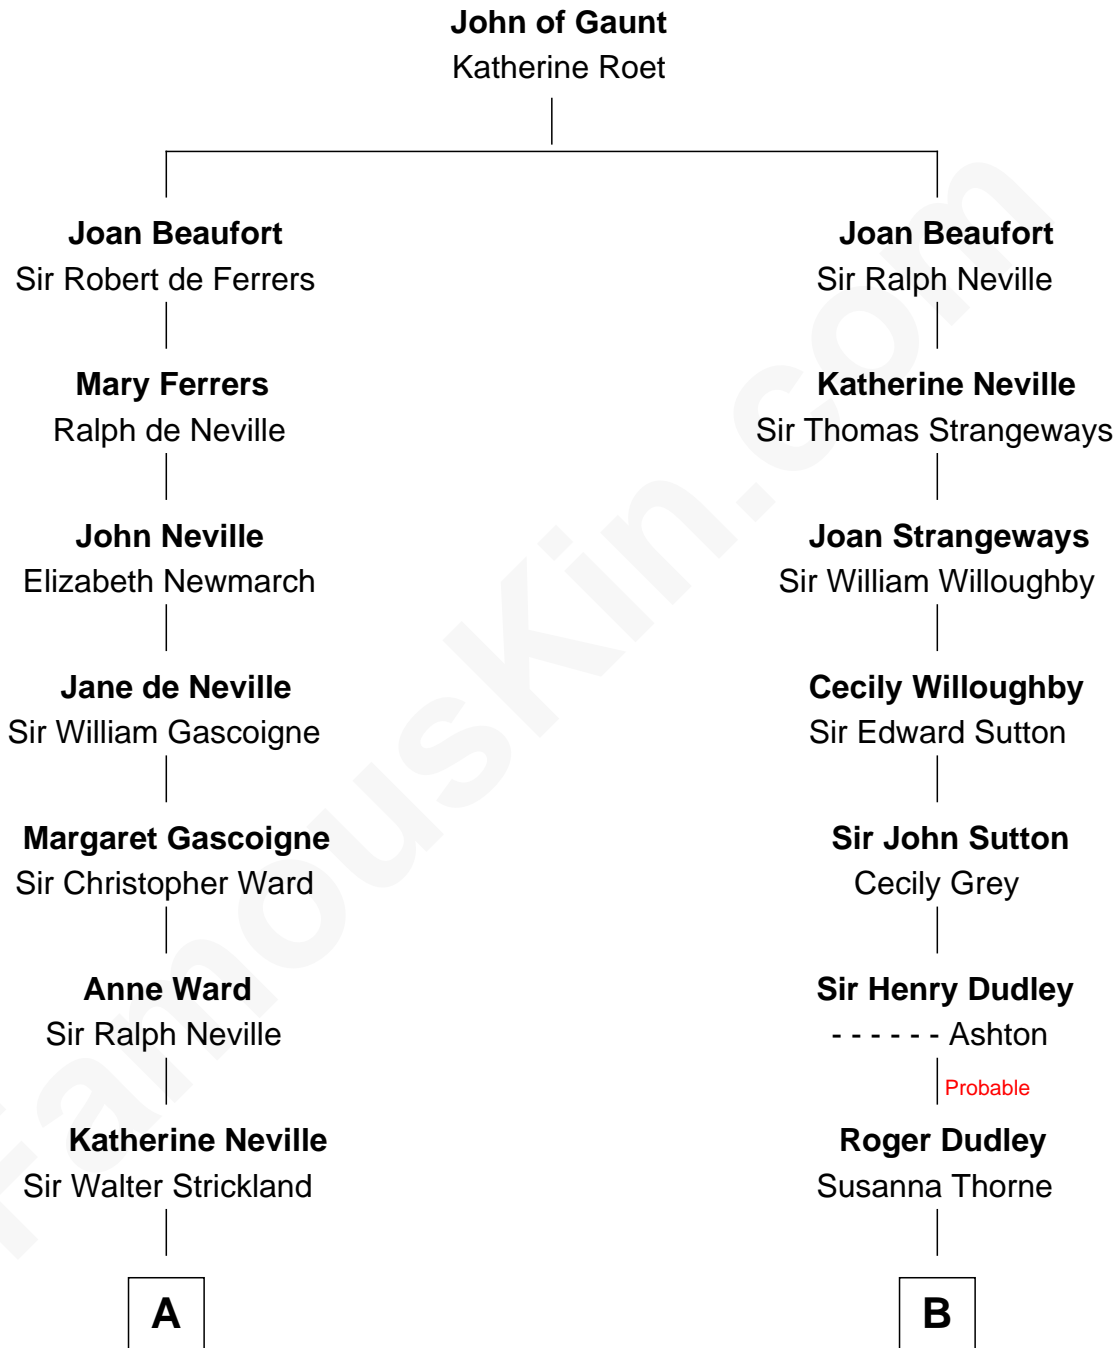 John of Gaunt
Katherine Roet
Joan Beaufort
Sir Robert de Ferrers
Mary Ferrers
Ralph de Neville
John Neville
Elizabeth Newmarch
Jane de Neville
Sir William Gascoigne
Margaret Gascoigne
Sir Christopher Ward
Anne Ward
Sir Ralph Neville
Katherine Neville
Sir Walter Strickland
A
Joan Beaufort
Sir Ralph Neville
Katherine Neville
Sir Thomas Strangeways
Joan Strangeways
Sir William Willoughby
Cecily Willoughby
Sir Edward Sutton
Sir John Sutton
Cecily Grey
Sir Henry Dudley
- - - - - - Ashton
Probable
Roger Dudley
Susanna Thorne
B
FamousKin.com